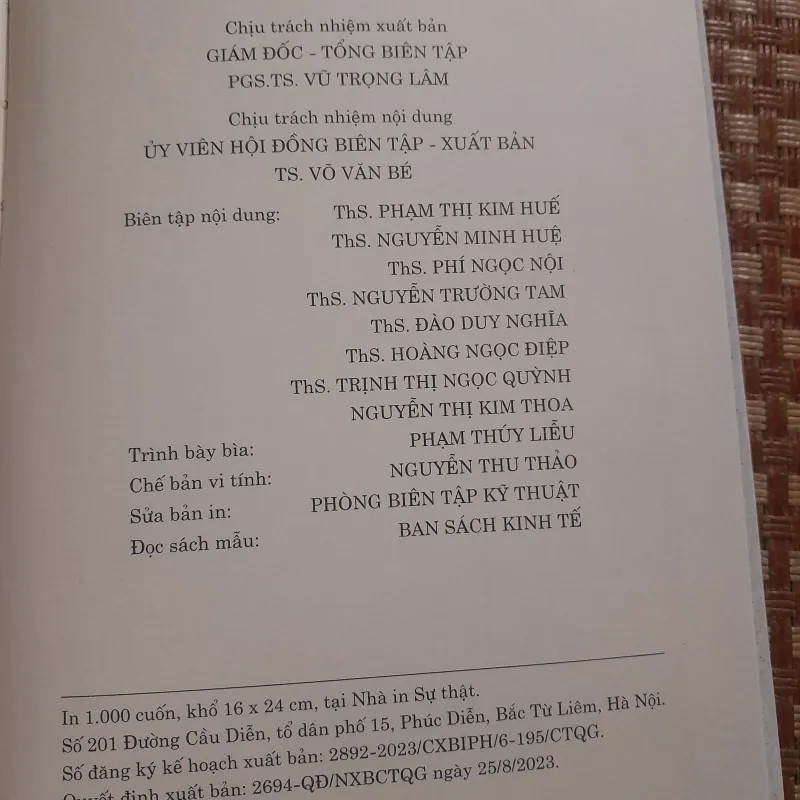 Chịu trách nhiệm xuất bản
GIÁM ĐỐC - TỔNG BIÊN TẬP
PGS.TS. VŨ TRỌNG LÂM
Chịu trách nhiệm nội dung
ỦY VIÊN HỘI ĐỒNG BIÊN TẬP - XUẤT BẢN
TS. VÕ VĂN BÉ
Biên tập nội dung: ThS. PHẠM THỊ KIM HUẾ
ThS. NGUYỄN MINH HUỆ
ThS. PHÍ NGỌC NỘI
ThS. NGUYỄN TRƯỜNG TAM
ThS. ĐÀO DUY NGHĨA
ThS. HOÀNG NGỌC ĐIỆP
ThS. TRỊNH THỊ NGỌC QUỲNH
NGUYỄN THỊ KIM THOA
Trình bày bìa: PHẠM THÚY LIỄU
Chế bản vi tính: NGUYỄN THU THẢO
Sửa bản in: PHÒNG BIÊN TẬP KỸ THUẬT
Đọc sách mẫu: BAN SÁCH KINH TẾ
In 1.000 cuốn, khổ 16 x 24 cm, tại Nhà in Sự thật.
Số 201 Đường Cầu Diễn, tổ dân phố 15, Phúc Diễn, Bắc Từ Liêm, Hà Nội.
Số đăng ký kế hoạch xuất bản: 2892-2023/CXBIPH/6-195/CTQG.
Quyết định xuất bản: 2694-QĐ/NXBCTQG ngày 25/8/2023.